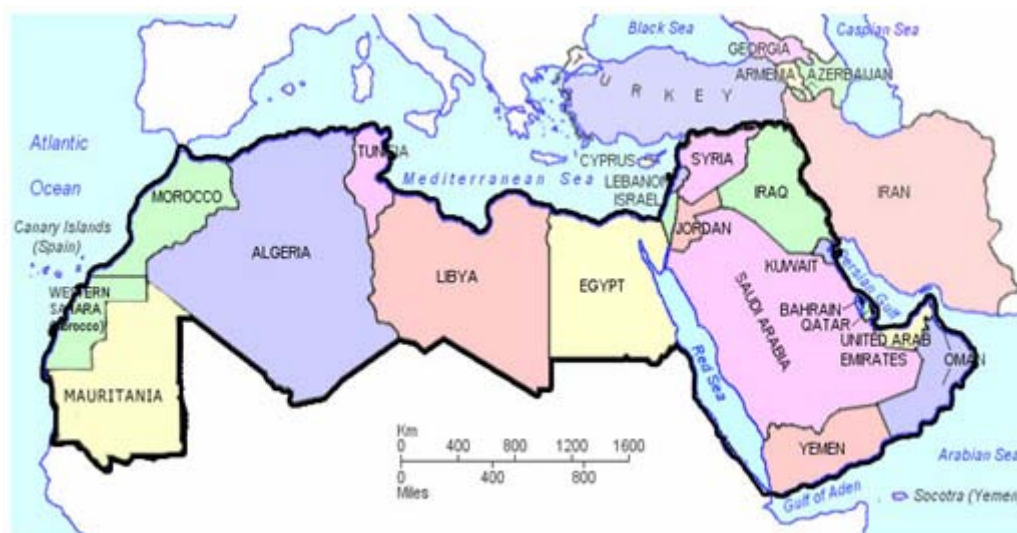 Black Sea
Caspian Sea
GEORGIA
ARMENIA
AZERBAIJAN
TURKEY
Atlantic
Ocean
TUNISIA
CYPRUS
SYRIA
Mediterranean Sea
LEBANON
ISRAEL
IRAQ
IRAN
MOROCCO
Canary Islands
(Spain)
JORDAN
ALGERIA
KUWAIT
Persian Gulf
LIBYA
EGYPT
WESTERN
SAHARA
(Morocco)
SAUDI ARABIA
BAHRAIN
QATAR
UNITED ARAB
EMIRATES
OMAN
Red Sea
MAURITANIA
Km
0 400 800 1200 1600
0 400 800
Miles
YEMEN
Arabian Sea
Gulf of Aden
Socotra (Yemen